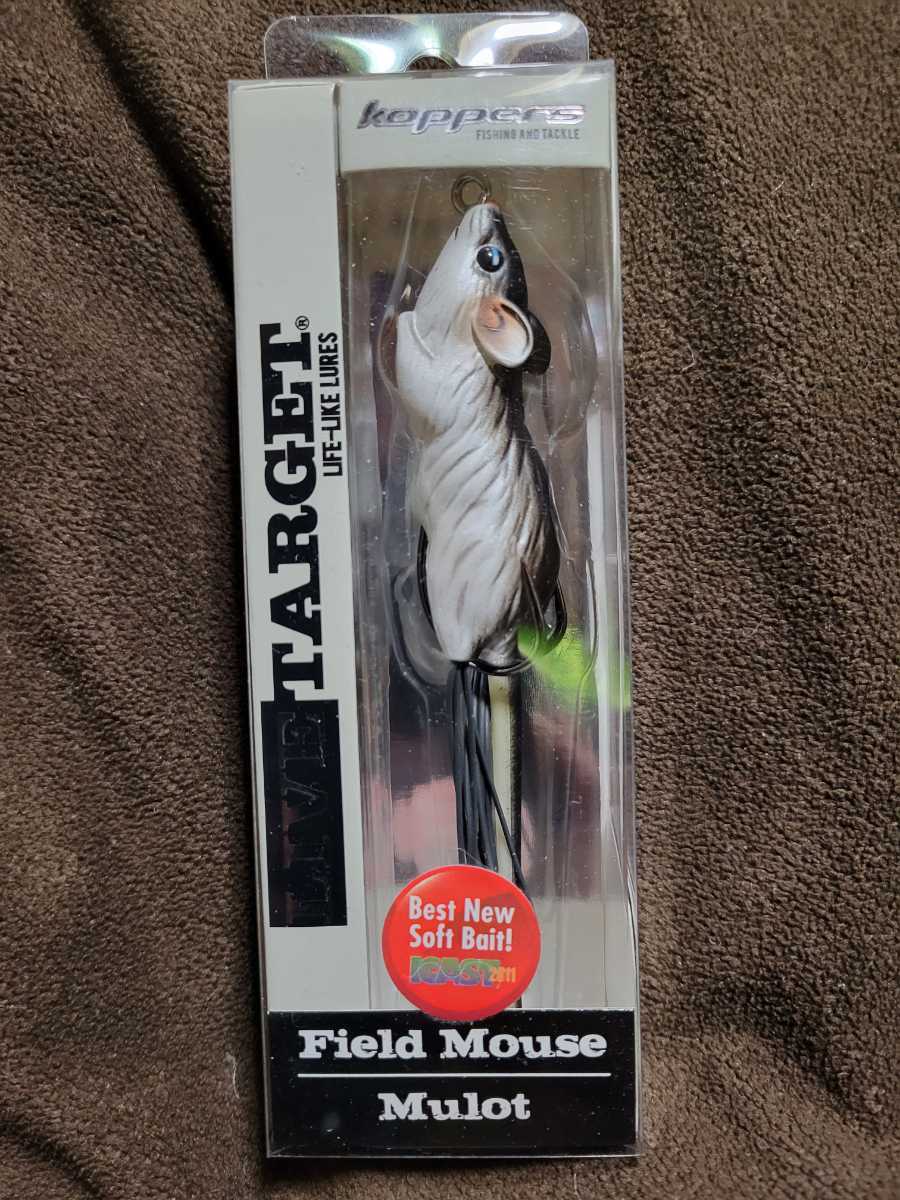 koppers
FISHING AND TACKLE
LIVETARGET®
LIFE-LIKE LURES
Best New
Soft Bait!
ICAST 2011
Field Mouse
Mulot